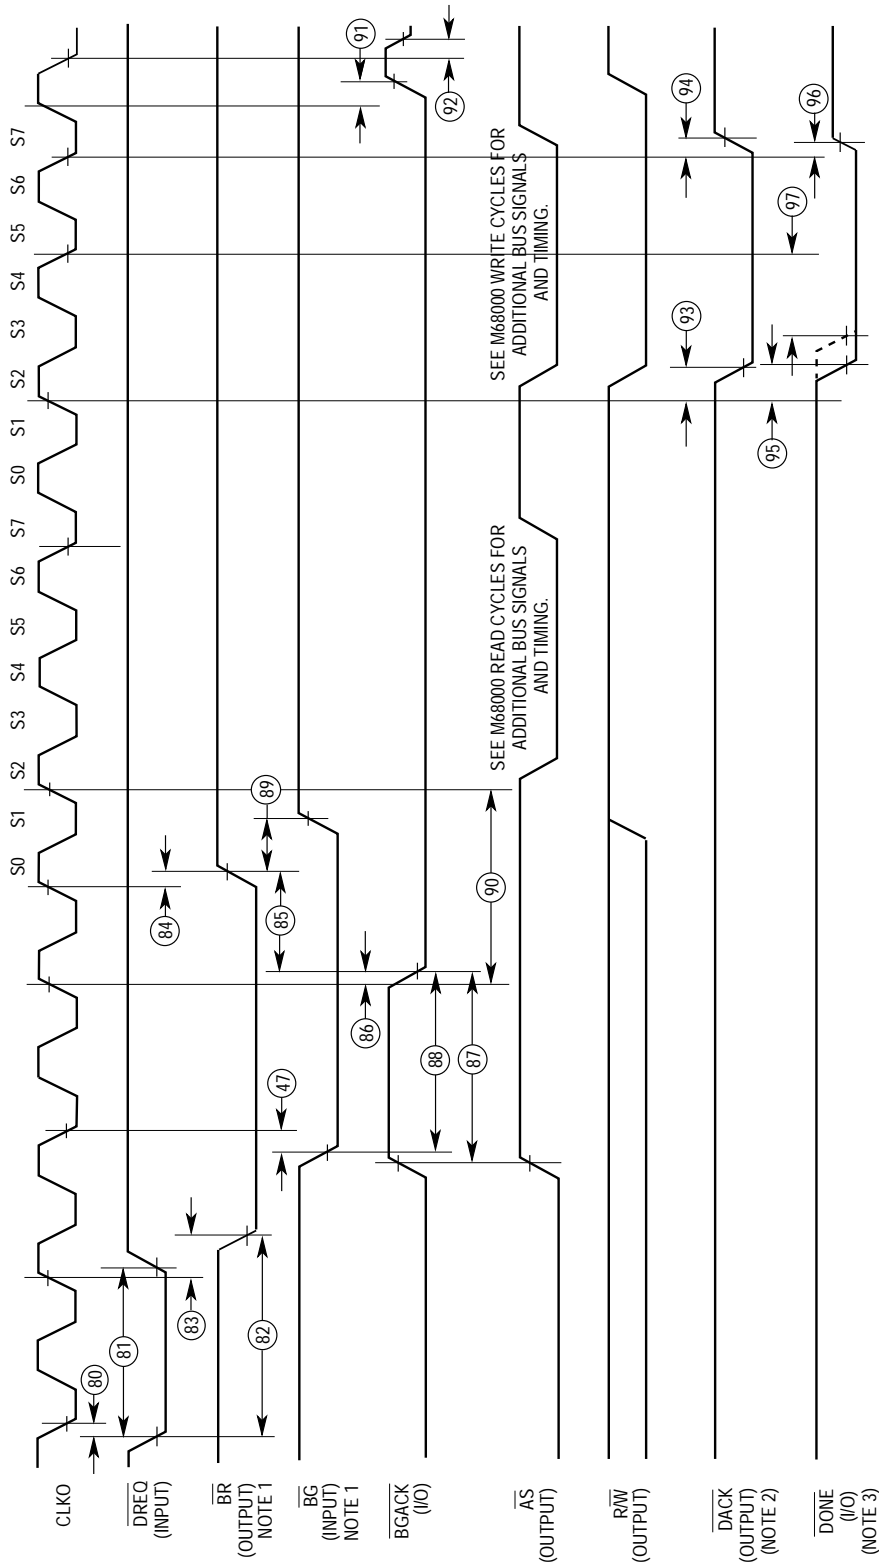 S0 S1 S2 S3 S4 S5 S6 S7 S0 S1 S2 S3 S4 S5 S6 S7
CLKO
80
81
DREQ
(INPUT)
84
83
BR
(OUTPUT)
NOTE 1
82
47
85
89
BG
(INPUT)
NOTE 1
86
91
BGACK
(I/O)
88
92
87
90
SEE M68000 READ CYCLES FOR
ADDITIONAL BUS SIGNALS
AND TIMING.
SEE M68000 WRITE CYCLES FOR
ADDITIONAL BUS SIGNALS
AND TIMING.
AS
(OUTPUT)
R/W
(OUTPUT)
93
94
DACK
(OUTPUT)
(NOTE 2)
95
97
96
DONE
(I/O)
(NOTE 3)